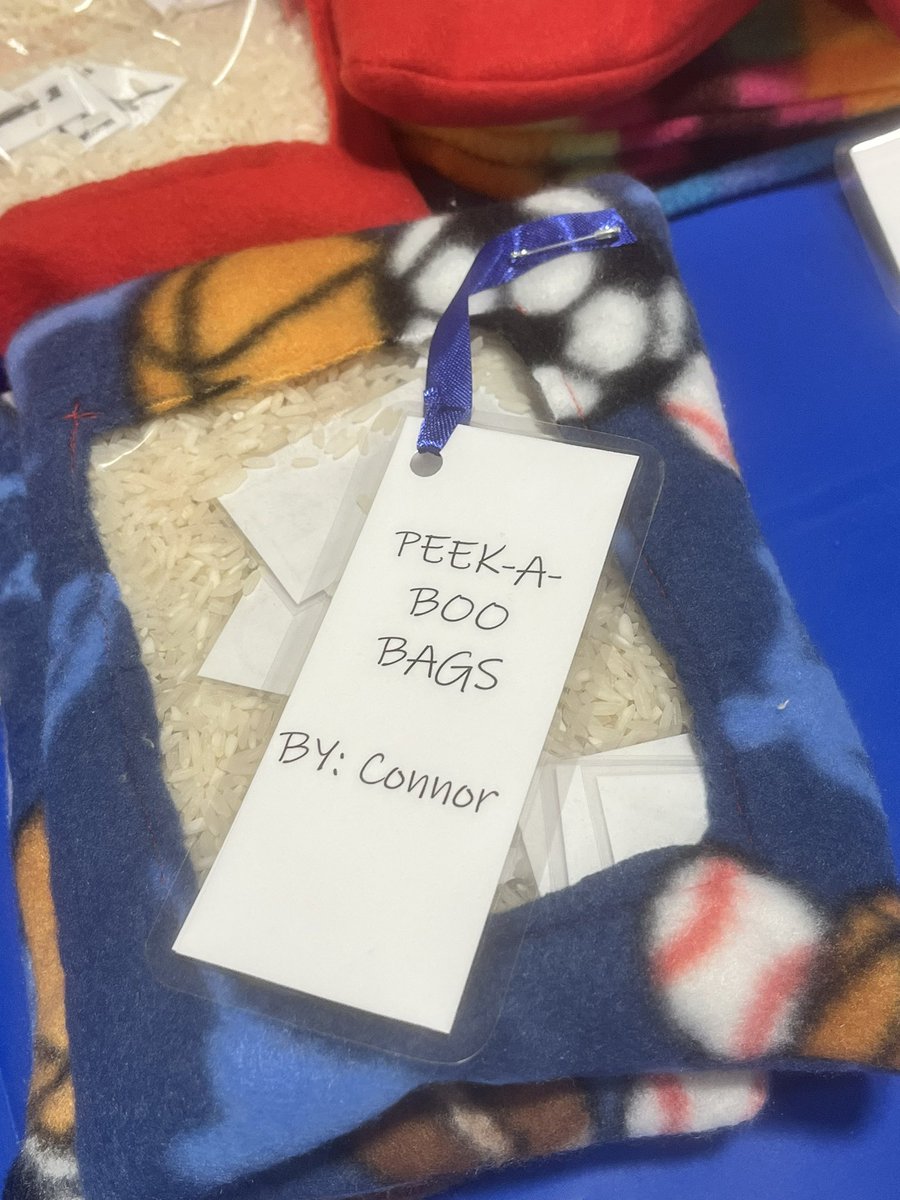 PEEK-A-
BOO
BAGS
BY: Connor